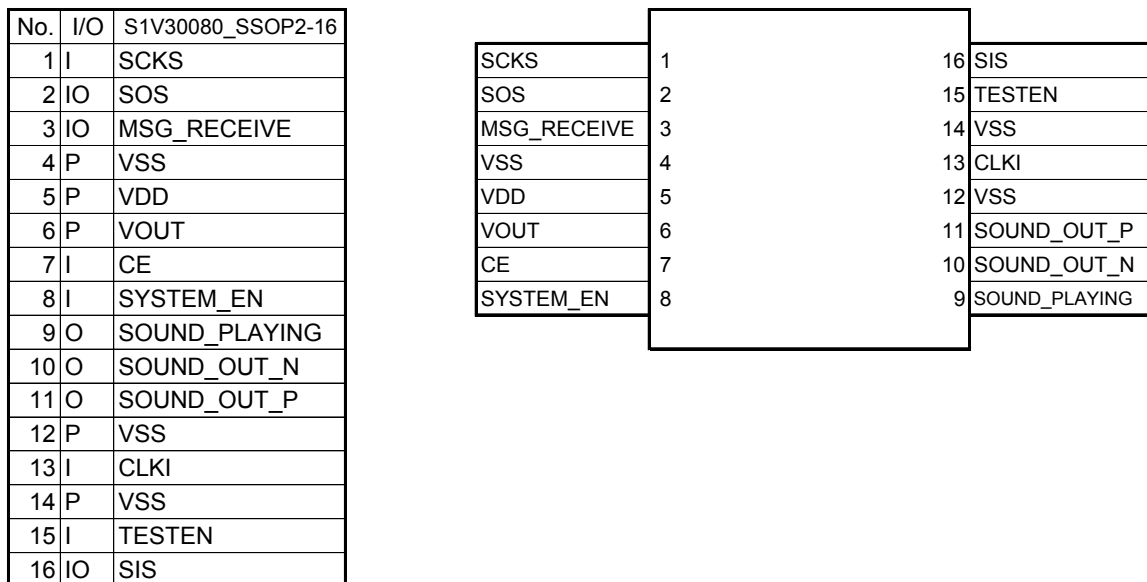 No. I/O S1V30080_SSOP2-16
1 I SCKS
2 IO SOS
3 IO MSG_RECEIVE
4 P VSS
5 P VDD
6 P VOUT
7 I CE
8 I SYSTEM_EN
9 O SOUND_PLAYING
10 O SOUND_OUT_N
11 O SOUND_OUT_P
12 P VSS
13 I CLKI
14 P VSS
15 I TESTEN
16 IO SIS
SCKS 1 16 SIS
SOS 2 15 TESTEN
MSG_RECEIVE 3 14 VSS
VSS 4 13 CLKI
VDD 5 12 VSS
VOUT 6 11 SOUND_OUT_P
CE 7 10 SOUND_OUT_N
SYSTEM_EN 8 9 SOUND_PLAYING